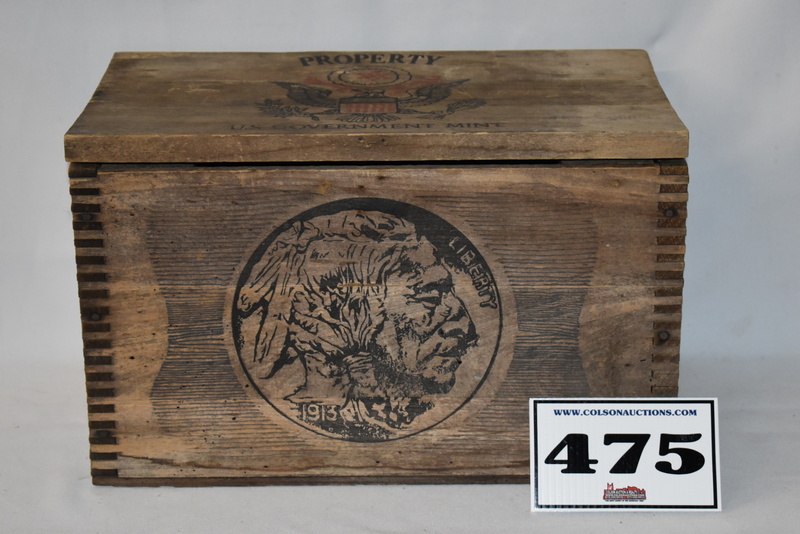 PROPERTY
U.S. GOVERNMENT MINT
LIBERTY
1913
WWW.COLSONAUCTIONS.COM
475